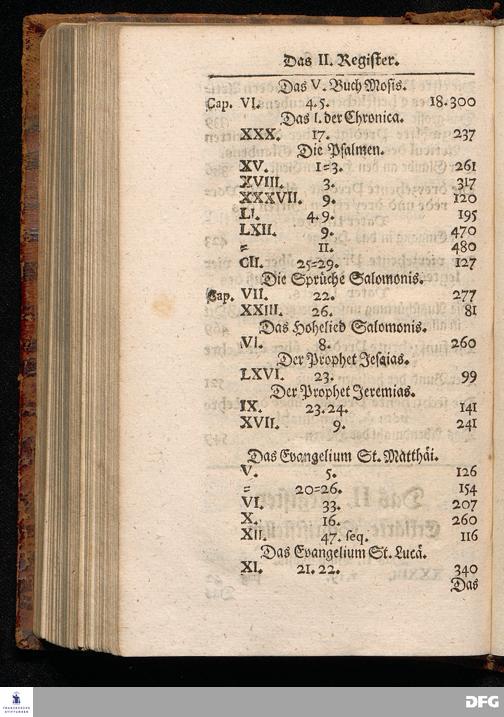 Das II. Register.
Das V. Buch Mosis.
Cap. VI. 4. 5. 18. 300
Das I. der Chronica.
XXX. 17. 237
Die Psalmen.
XV. 1=3. 261
XVIII. 3. 317
XXXVII. 9. 120
LI. 4. 9. 195
LXII. 9. 470
= 11. 480
CII. 25=29. 127
Die Sprüche Salomonis.
Cap. VII. 22. 277
XXIII. 26. 81
Das Hohelied Salomonis.
VI. 8. 260
Der Prophet Jesaias.
LXVI. 23. 99
Der Prophet Jeremias.
IX. 23. 24. 141
XVII. 9. 241
Das Evangelium St. Matthäi.
V. 5. 126
= 20=26. 154
VI. 33. 207
X. 16. 260
XII. 47. seq. 116
Das Evangelium St. Lucä.
XI. 21. 22. 340
Das
DFG